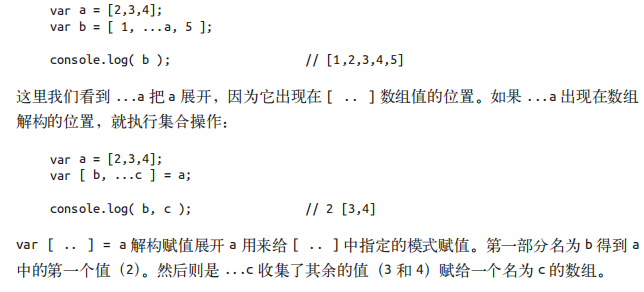 var a = [2,3,4];
var b = [ 1, ...a, 5 ];
console.log( b ); // [1,2,3,4,5]
这里我们看到 ...a 把 a 展开，因为它出现在 [ .. ] 数组值的位置。如果 ...a 出现在数组
解构的位置，就执行集合操作：
var a = [2,3,4];
var [ b, ...c ] = a;
console.log( b, c ); // 2 [3,4]
var [ .. ] = a 解构赋值展开 a 用来给 [ .. ] 中指定的模式赋值。第一部分名为 b 得到 a
中的第一个值（2）。然后则是 ...c 收集了其余的值（3 和 4）赋给一个名为 c 的数组。